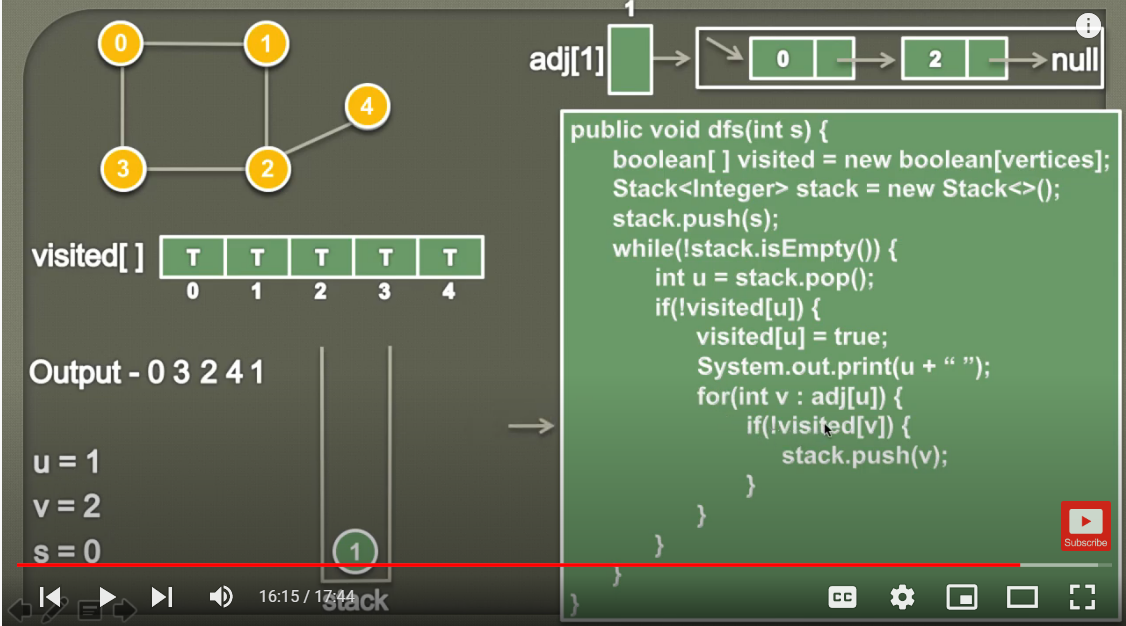 0
1
4
3
2
1
adj[1]
0
2
null
public void dfs(int s) {
boolean[ ] visited = new boolean[vertices];
Stack<Integer> stack = new Stack<>();
stack.push(s);
while(!stack.isEmpty()) {
int u = stack.pop();
if(!visited[u]) {
visited[u] = true;
System.out.print(u + “ ”);
for(int v : adj[u]) {
if(!visited[v]) {
stack.push(v);
}
}
}
}
}
visited[ ]
T T T T T
0 1 2 3 4
Output - 0 3 2 4 1
u = 1
v = 2
s = 0
1
stack
Subscribe
16:15 / 17:44
CC